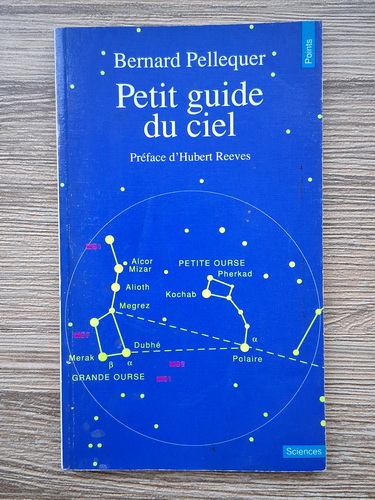 Points
Bernard Pellequer
Petit guide
du ciel
Préface d'Hubert Reeves
Alcor
Mizar
Alioth
Megrez
PETITE OURSE
Pherkad
Kochab
Merak
Dubhé
β
α
GRANDE OURSE
α
Polaire
Sciences